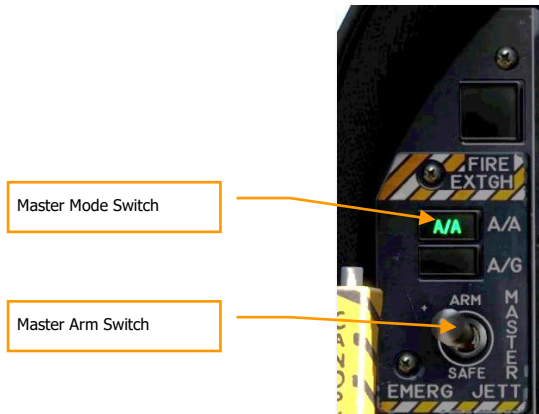 FIRE
EXTGH
Master Mode Switch
A/A A/A
A/G
Master Arm Switch
ARM
MASTER
SAFE
EMERG JETT